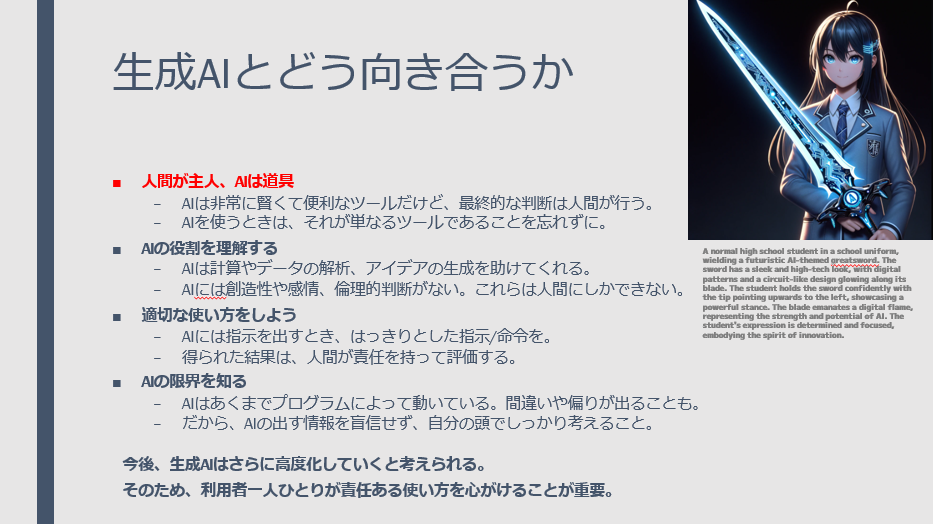 生成AIとどう向き合うか
■ 人間が主人、AIは道具
– AIは非常に賢くて便利なツールだけど、最終的な判断は人間が行う。
– AIを使うときは、それが単なるツールであることを忘れずに。
■ AIの役割を理解する
– AIは計算やデータの解析、アイデアの生成を助けてくれる。
– AIには創造性や感情、倫理的判断がない。これらは人間にしかできない。
■ 適切な使い方をしよう
– AIには指示を出すとき、はっきりとした指示/命令を。
– 得られた結果は、人間が責任を持って評価する。
■ AIの限界を知る
– AIはあくまでプログラムによって動いている。間違いや偏りが出ることも。
– だから、AIの出す情報を盲信せず、自分の頭でしっかり考えること。
今後、生成AIはさらに高度化していくと考えられる。
そのため、利用者一人ひとりが責任ある使い方を心がけることが重要。
A normal high school student in a school uniform,
wielding a futuristic AI-themed greatsword. The
sword has a sleek and high-tech look, with digital
patterns and a circuit-like design glowing along its
blade. The student holds the sword confidently with
the tip pointing upwards to the left, showcasing a
powerful stance. The blade emanates a digital flame,
representing the strength and potential of AI. The
student's expression is determined and focused,
embodying the spirit of innovation.